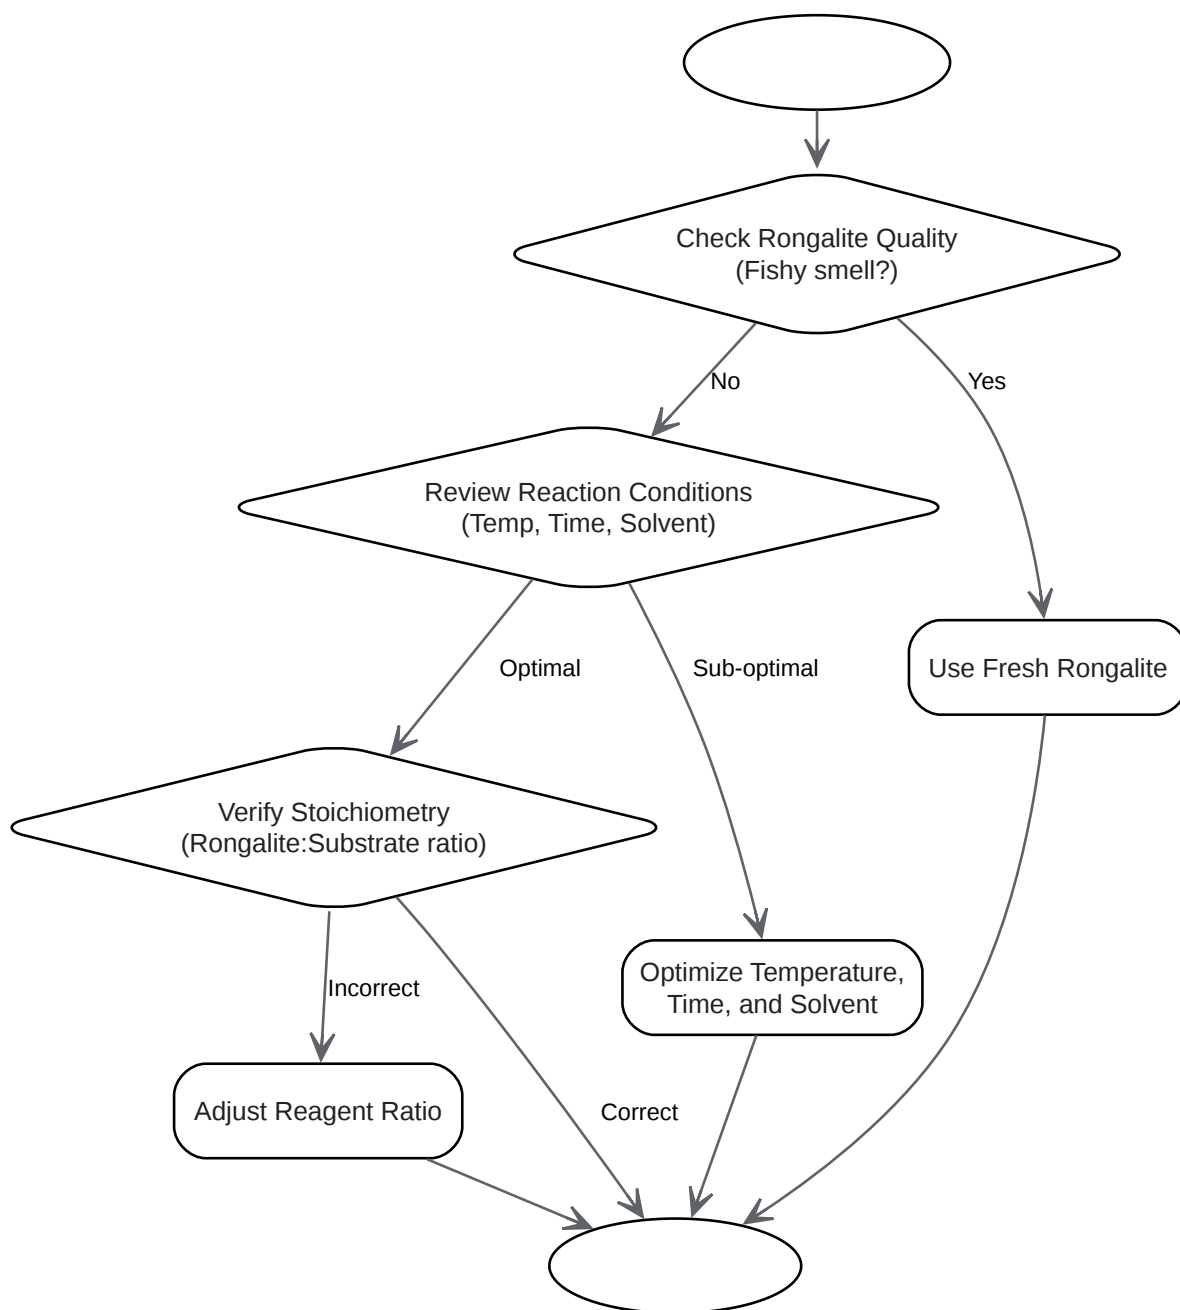 Check Rongalite Quality
(Fishy smell?)
No
Yes
Review Reaction Conditions
(Temp, Time, Solvent)
Optimal
Sub-optimal
Use Fresh Rongalite
Verify Stoichiometry
(Rongalite:Substrate ratio)
Optimize Temperature,
Time, and Solvent
Incorrect
Adjust Reagent Ratio
Correct